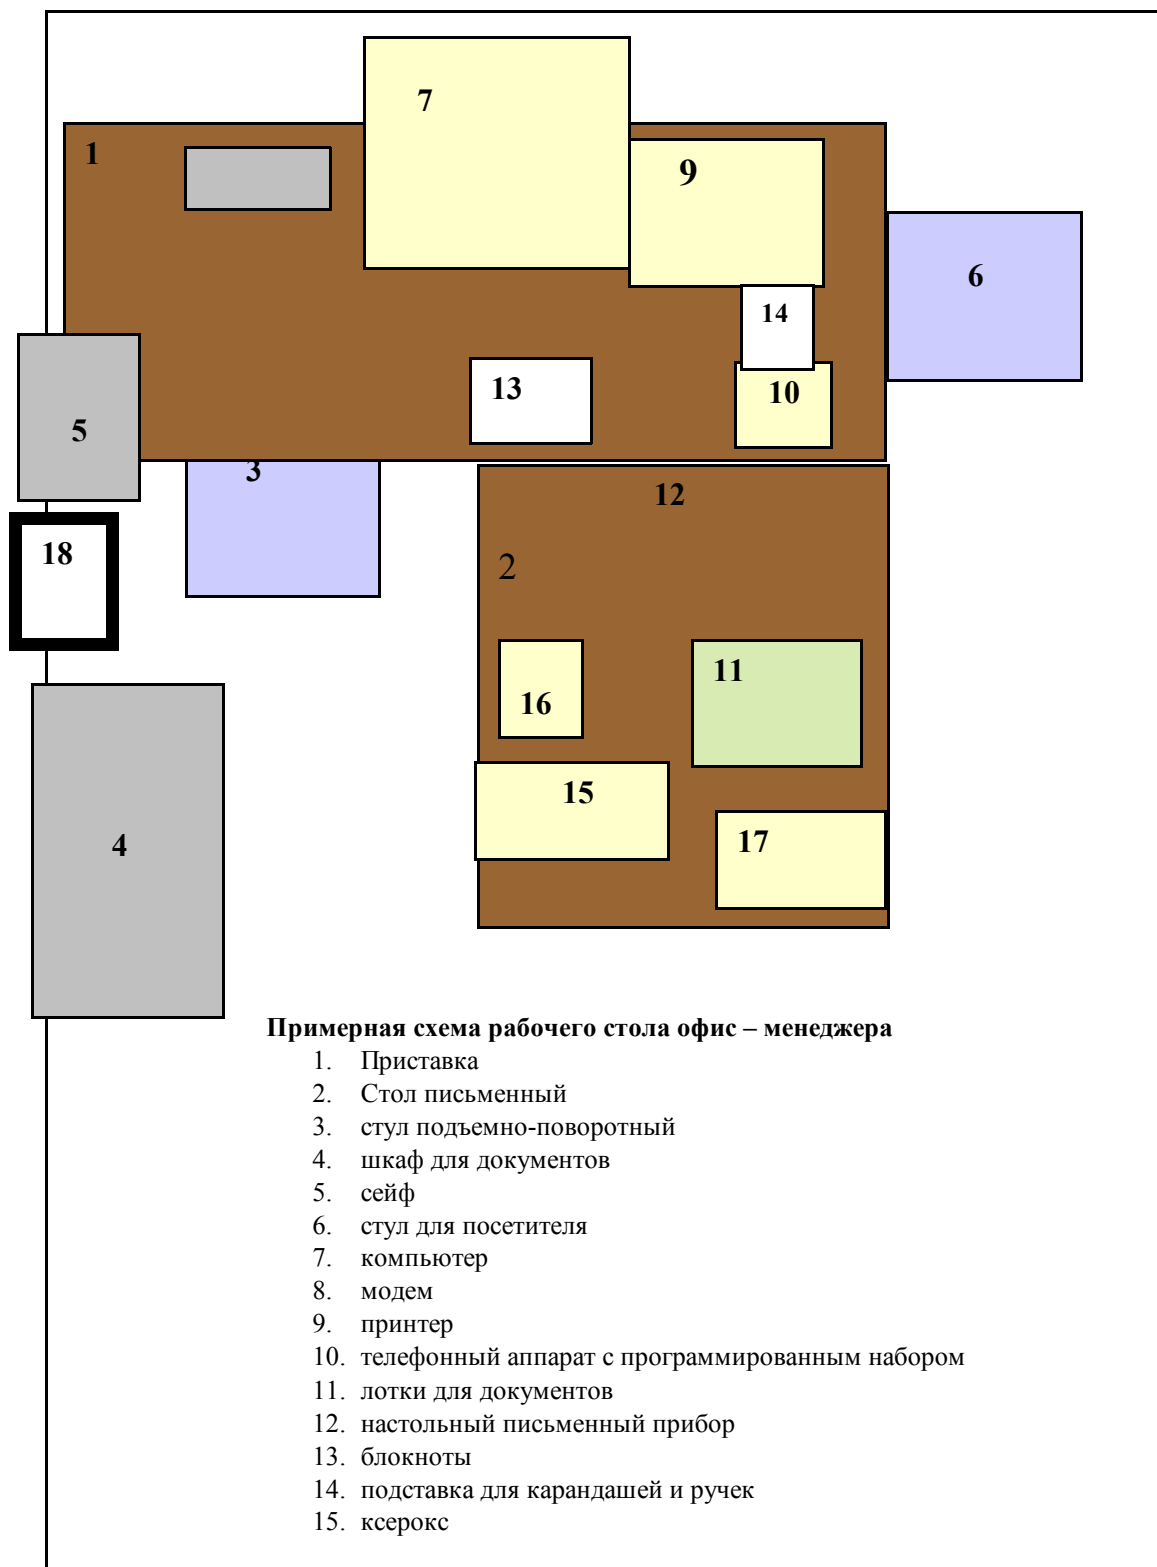 7
1
9
6
14
13
10
5
3
12
18
2
11
16
15
17
4
Примерная схема рабочего стола офис – менеджера
1. Приставка
2. Стол письменный
3. стул подъемно-поворотный
4. шкаф для документов
5. сейф
6. стул для посетителя
7. компьютер
8. модем
9. принтер
10. телефонный аппарат с программированным набором
11. лотки для документов
12. настольный письменный прибор
13. блокноты
14. подставка для карандашей и ручек
15. ксерокс